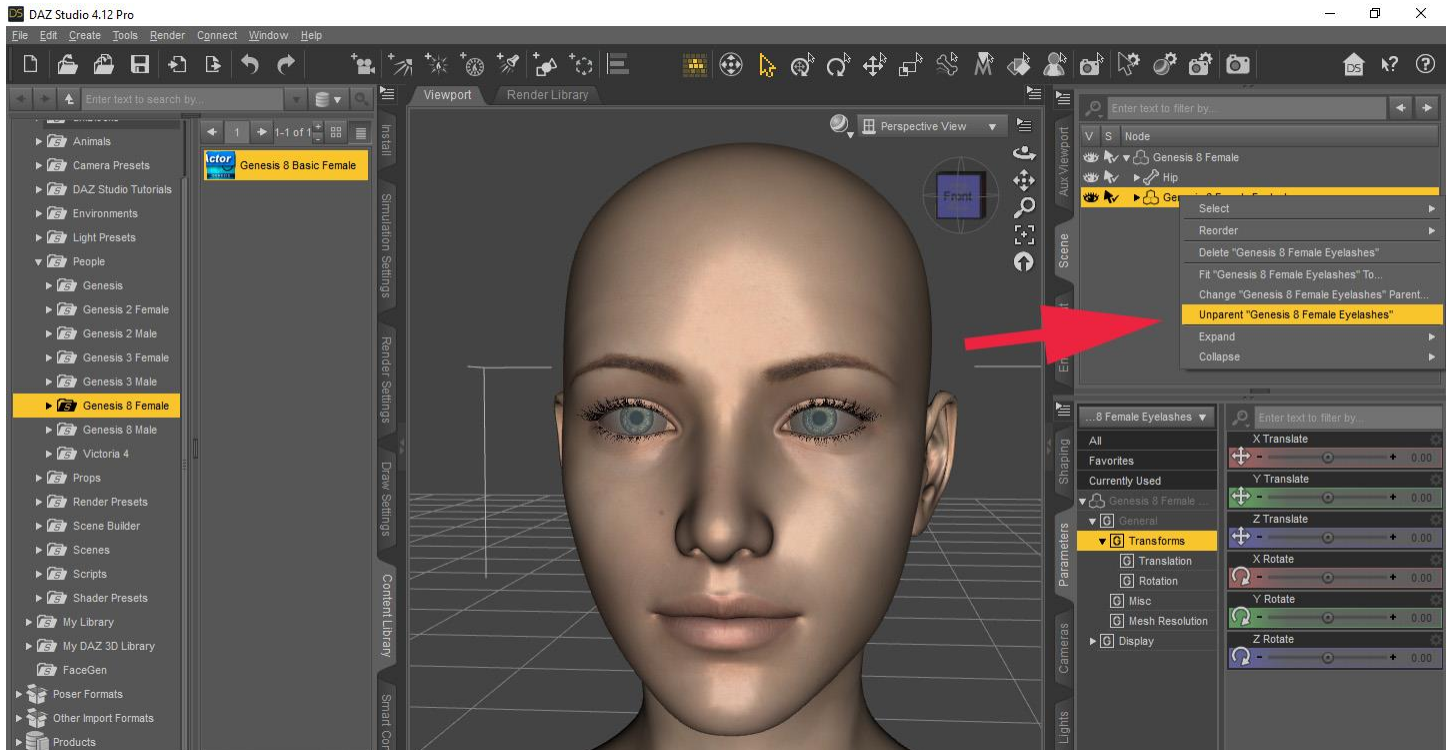 DS DAZ Studio 4.12 Pro
File Edit Create Tools Render Connect Window Help
Enter text to search by...
Animals
Camera Presets
DAZ Studio Tutorials
Environments
Light Presets
People
Genesis
Genesis 2 Female
Genesis 2 Male
Genesis 3 Female
Genesis 3 Male
Genesis 8 Female
Genesis 8 Male
Victoria 4
Props
Render Presets
Scene Builder
Scenes
Scripts
Shader Presets
My Library
My DAZ 3D Library
FaceGen
Poser Formats
Other Import Formats
Products
1 1-1 of 1
Actor Genesis 8 Basic Female
Install
Simulation Settings
Render Settings
Draw Settings
Content Library
Smart Con
Viewport Render Library
Perspective View
Front
DS
Aux Viewport
Scene
Enter text to filter by...
V S Node
Genesis 8 Female
Hip
Select
Reorder
Delete "Genesis 8 Female Eyelashes"
Fit "Genesis 8 Female Eyelashes" To...
Change "Genesis 8 Female Eyelashes" Parent...
Unparent "Genesis 8 Female Eyelashes"
Expand
Collapse
Shaping
Parameters
Cameras
Lights
...8 Female Eyelashes
All
Favorites
Currently Used
Genesis 8 Female ...
General
Transforms
Translation
Rotation
Misc
Mesh Resolution
Display
Enter text to filter by...
X Translate
0.00
Y Translate
0.00
Z Translate
0.00
X Rotate
0.00
Y Rotate
0.00
Z Rotate
0.00